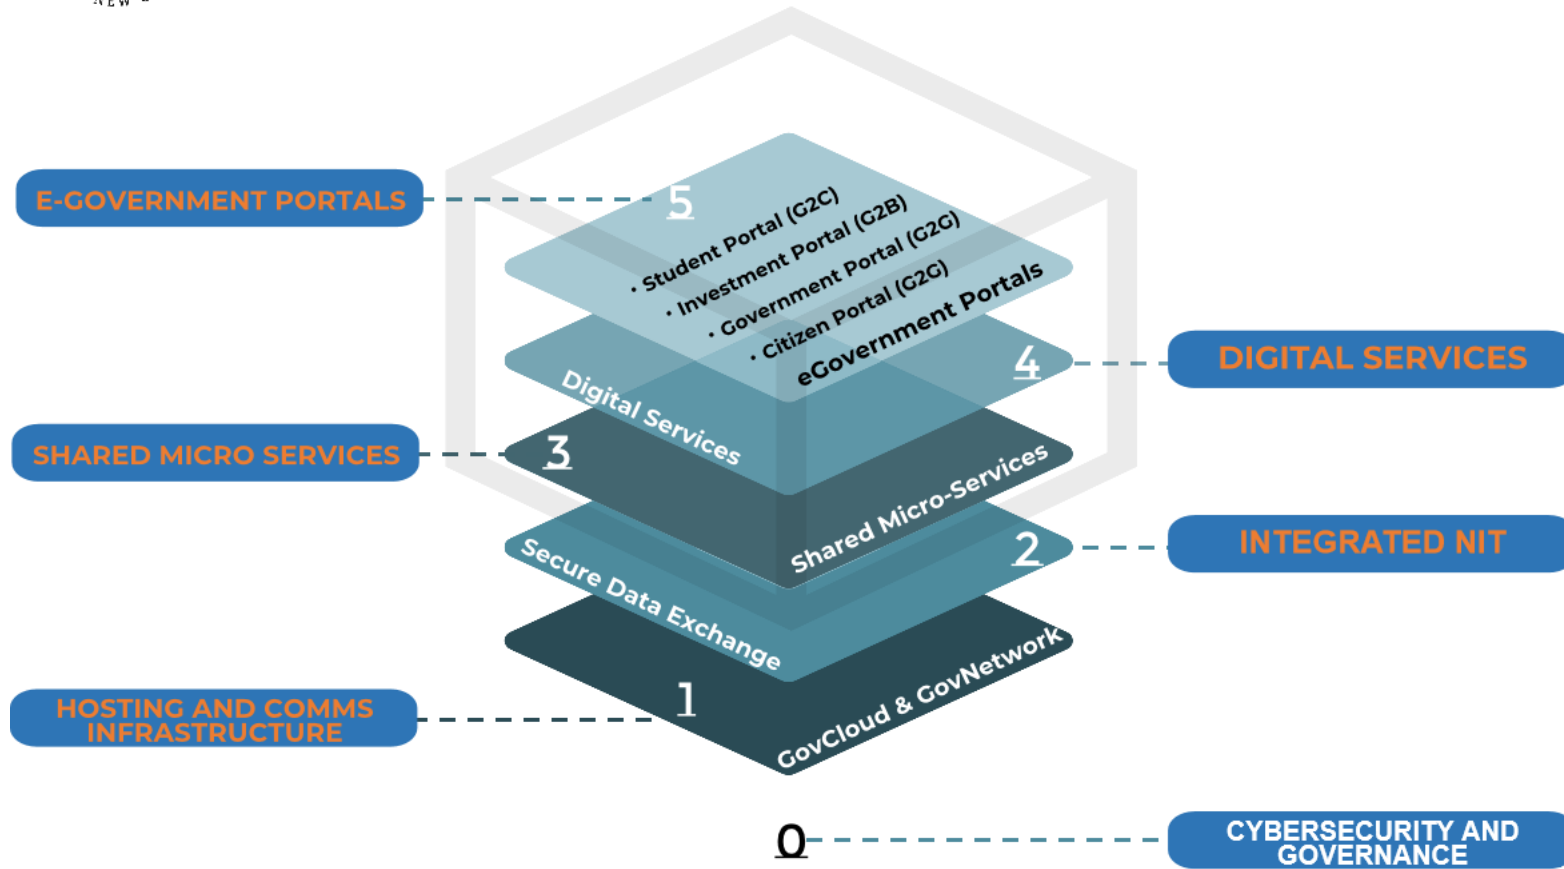 NEW
E-GOVERNMENT PORTALS
5
• Student Portal (G2C)
• Investment Portal (G2B)
• Government Portal (G2G)
• Citizen Portal (G2G)
eGovernment Portals
4
DIGITAL SERVICES
Digital Services
SHARED MICRO SERVICES
3
Shared Micro-Services
2
INTEGRATED NIT
Secure Data Exchange
HOSTING AND COMMS
INFRASTRUCTURE
1
GovCloud & GovNetwork
0
CYBERSECURITY AND
GOVERNANCE